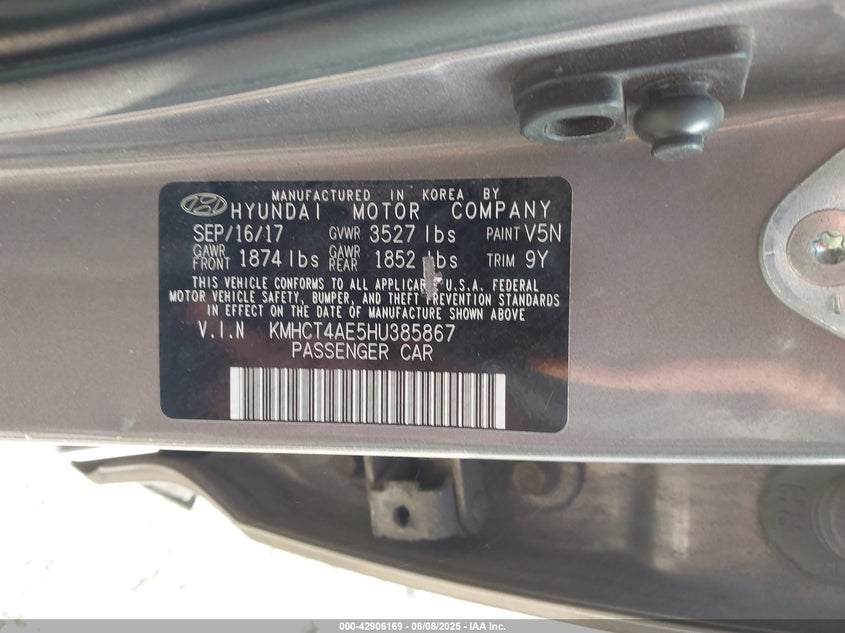 MANUFACTURED IN KOREA BY
HYUNDAI MOTOR COMPANY
SEP/16/17 GVWR 3527 lbs PAINT V5N
GAWR FRONT 1874 lbs GAWR REAR 1852 lbs TRIM 9Y
THIS VEHICLE CONFORMS TO ALL APPLICA U.S.A. FEDERAL
MOTOR VEHICLE SAFETY, BUMPER, AND THEFT REVENTION STANDARDS
IN EFFECT ON THE DATE OF MANUFACTURE SHOWN ABOVE.
V.I.N KMHCT4AE5HU385867
PASSENGER CAR
000-42906169 | 08/08/2025 - IAA Inc.